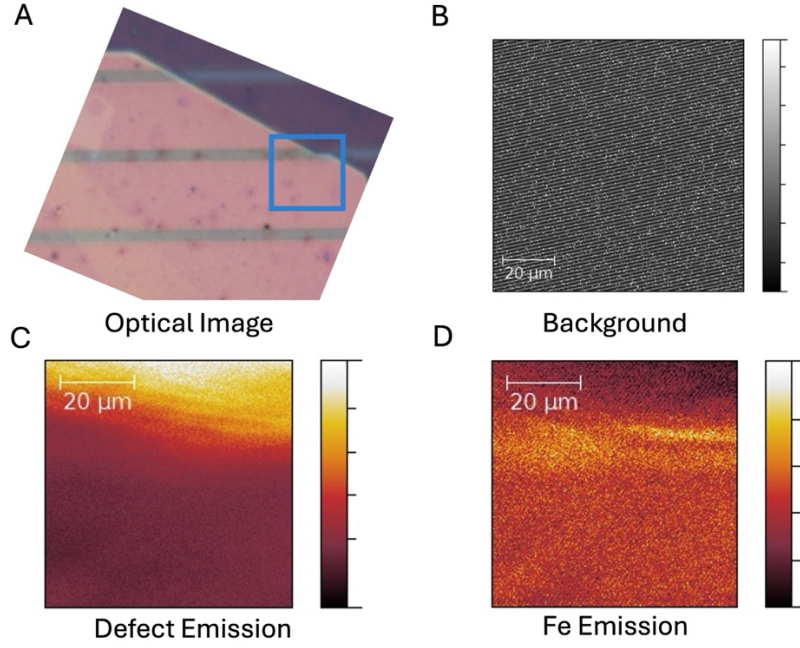 A
B
20 µm
Optical Image
Background
C
D
20 µm
20 µm
Defect Emission
Fe Emission